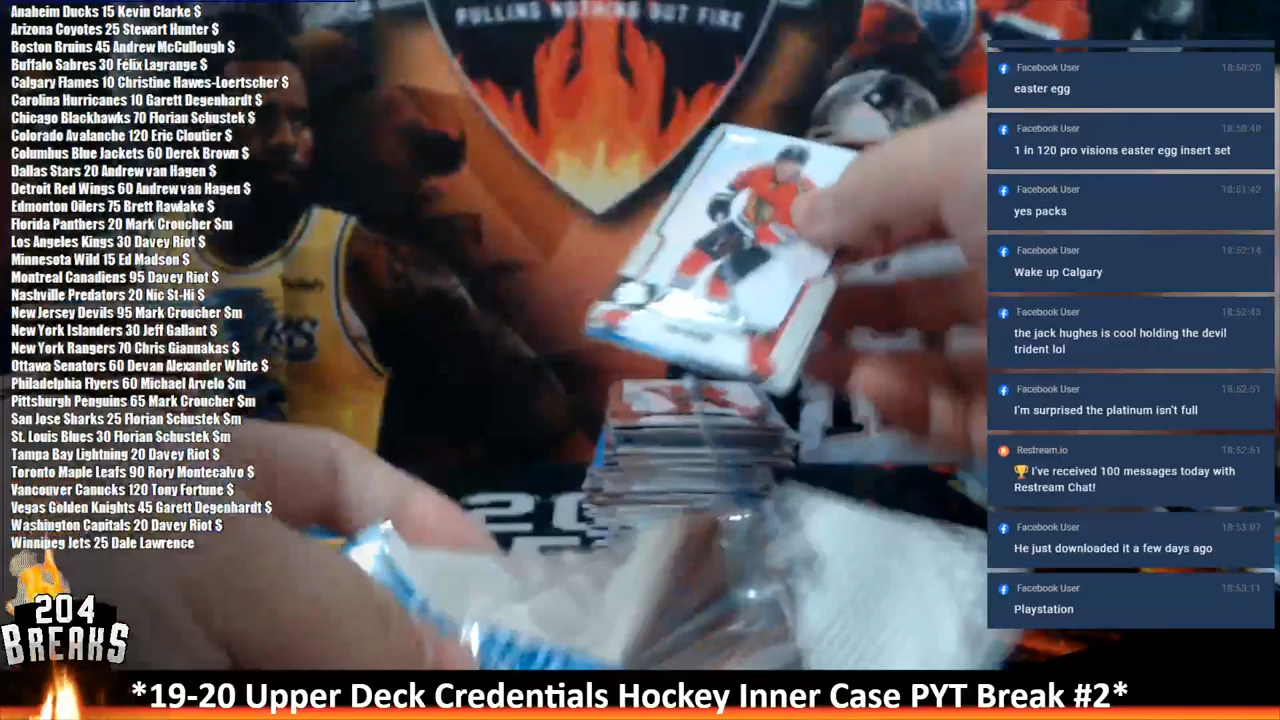 Anaheim Ducks 15 Kevin Clarke $
Arizona Coyotes 25 Stewart Hunter $
Boston Bruins 45 Andrew McCullough $
Buffalo Sabres 30 Félix Lagrange $
Calgary Flames 10 Christine Hawes-Loertscher $
Carolina Hurricanes 10 Garett Degenhardt $
Chicago Blackhawks 70 Florian Schustek $
Colorado Avalanche 120 Eric Cloutier $
Columbus Blue Jackets 60 Derek Brown $
Dallas Stars 20 Andrew van Hagen $
Detroit Red Wings 60 Andrew van Hagen $
Edmonton Oilers 75 Brett Rawlake $
Florida Panthers 20 Mark Croucher $m
Los Angeles Kings 30 Davey Riot $
Minnesota Wild 15 Ed Madson $
Montreal Canadiens 95 Davey Riot $
Nashville Predators 20 Nic St-Hi $
New Jersey Devils 95 Mark Croucher $m
New York Islanders 30 Jeff Gallant $
New York Rangers 70 Chris Giannakas $
Ottawa Senators 60 Devan Alexander White $
Philadelphia Flyers 60 Michael Arvelo $m
Pittsburgh Penguins 65 Mark Croucher $m
San Jose Sharks 25 Florian Schustek $m
St. Louis Blues 30 Florian Schustek $m
Tampa Bay Lightning 20 Davey Riot $
Toronto Maple Leafs 90 Rory Montecalvo $
Vancouver Canucks 120 Tony Fortune $
Vegas Golden Knights 45 Garett Degenhardt $
Washington Capitals 20 Davey Riot $
Winnipeg Jets 25 Dale Lawrence
204
BREAKS
PULLING NOTHING BUT FIRE
Facebook User 18:50:20
easter egg
Facebook User 18:50:40
1 in 120 pro visions easter egg insert set
Facebook User 18:51:42
yes packs
Facebook User 18:52:14
Wake up Calgary
Facebook User 18:52:43
the jack hughes is cool holding the devil
trident lol
Facebook User 18:52:51
I'm surprised the platinum isn't full
Restream.io 18:52:51
🏆 I've received 100 messages today with
Restream Chat!
Facebook User 18:53:07
He just downloaded it a few days ago
Facebook User 18:53:11
Playstation
*19-20 Upper Deck Credentials Hockey Inner Case PYT Break #2*